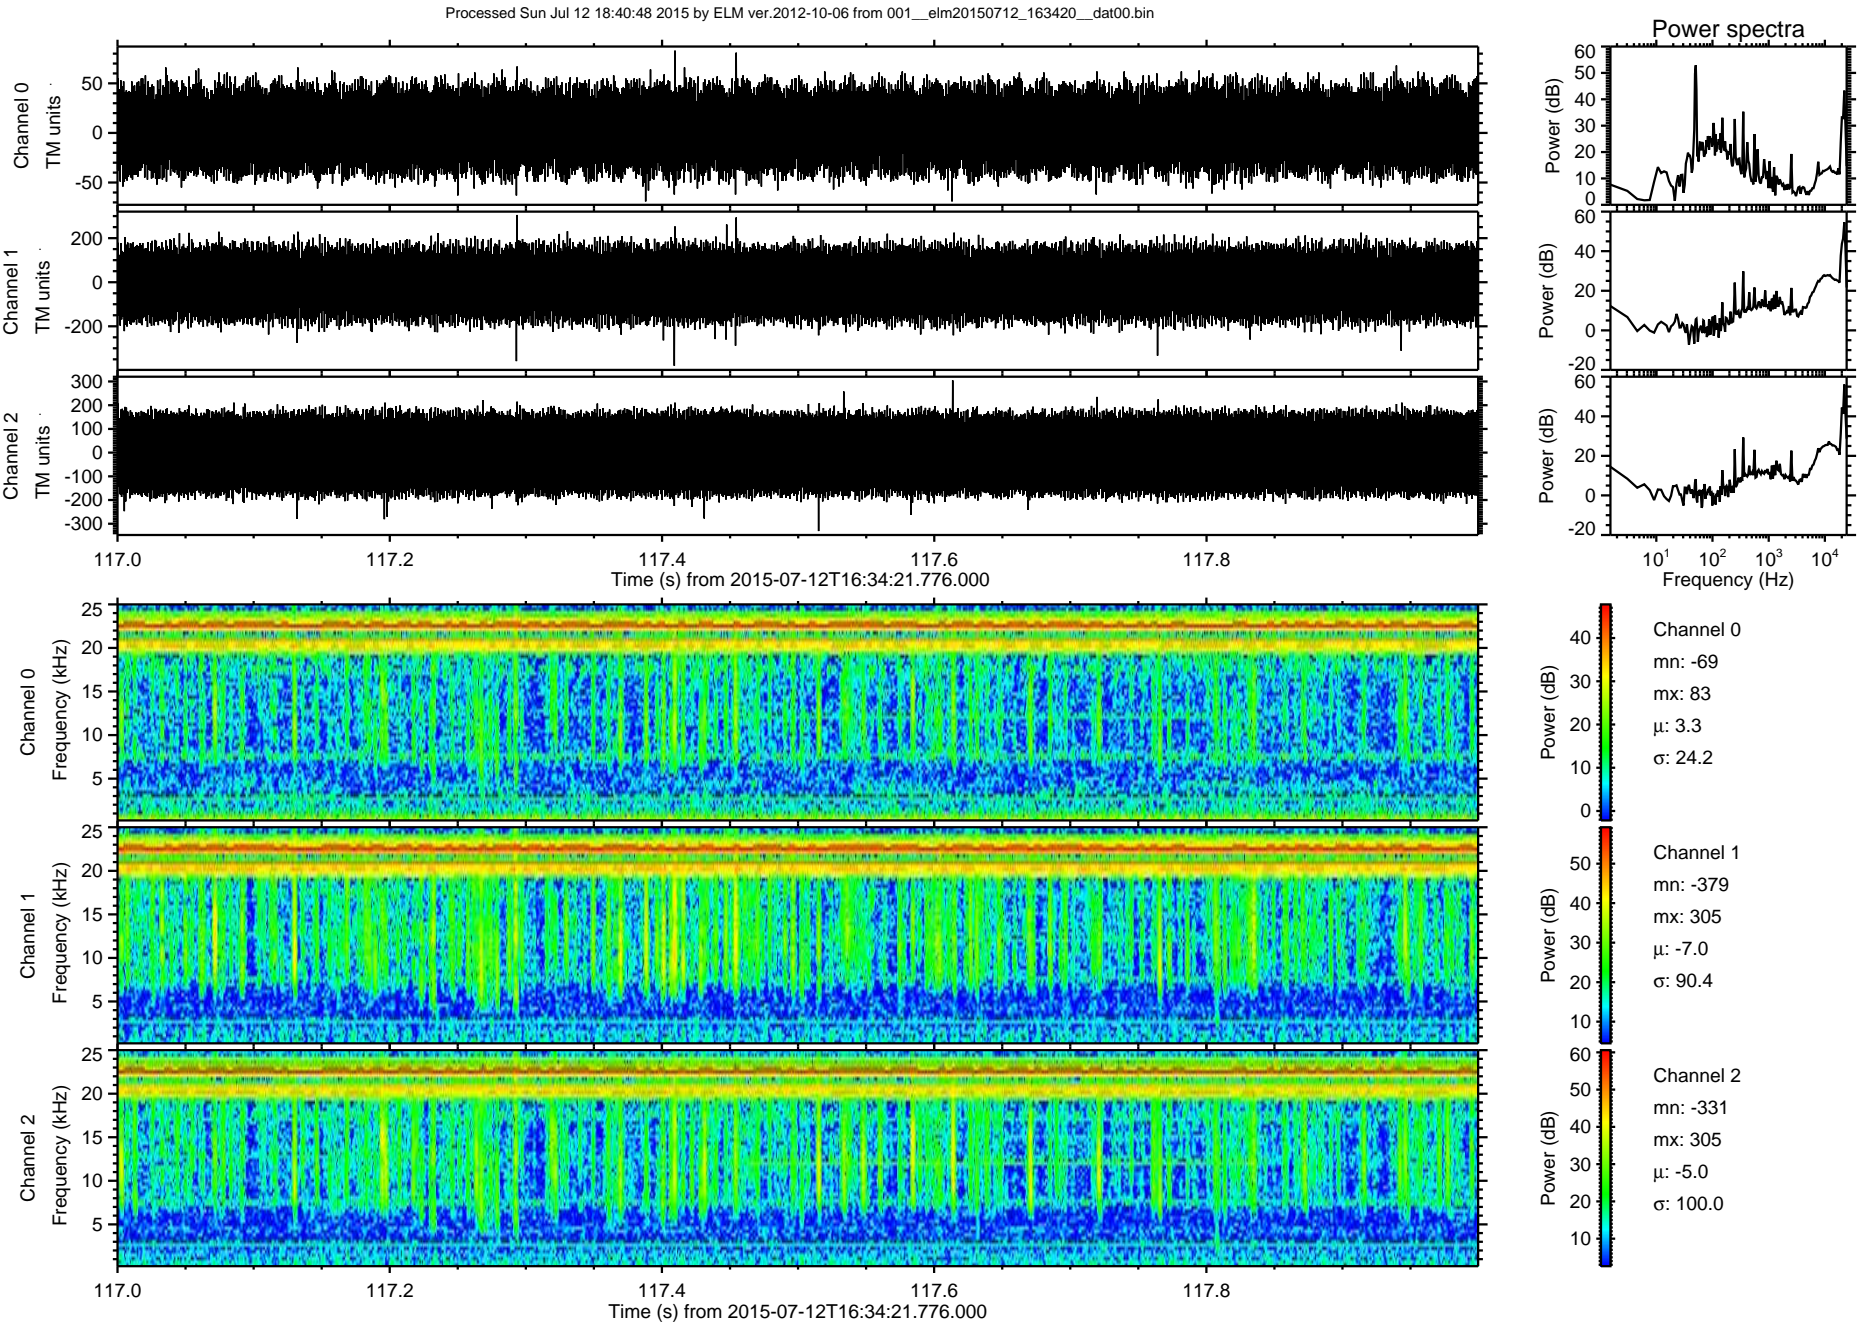 Processed Sun Jul 12 18:40:48 2015 by ELM ver.2012-10-06 from 001__elm20150712_163420__dat00.bin
Power spectra
Channel 0
TM units
50
0
-50
Power (dB)
60
50
40
30
20
10
0
Channel 1
TM units
200
0
-200
Power (dB)
60
40
20
0
-20
Channel 2
TM units
300
200
100
0
-100
-200
-300
Power (dB)
60
40
20
0
-20
117.0 117.2 117.4 117.6 117.8
Time (s) from 2015-07-12T16:34:21.776.000
10¹ 10² 10³ 10⁴
Frequency (Hz)
Channel 0
Frequency (kHz)
25
20
15
10
5
Power (dB)
40
30
20
10
0
Channel 0
mn: -69
mx: 83
μ: 3.3
σ: 24.2
Channel 1
Frequency (kHz)
25
20
15
10
5
Power (dB)
50
40
30
20
10
Channel 1
mn: -379
mx: 305
μ: -7.0
σ: 90.4
Channel 2
Frequency (kHz)
25
20
15
10
5
Power (dB)
60
50
40
30
20
10
Channel 2
mn: -331
mx: 305
μ: -5.0
σ: 100.0
117.0 117.2 117.4 117.6 117.8
Time (s) from 2015-07-12T16:34:21.776.000